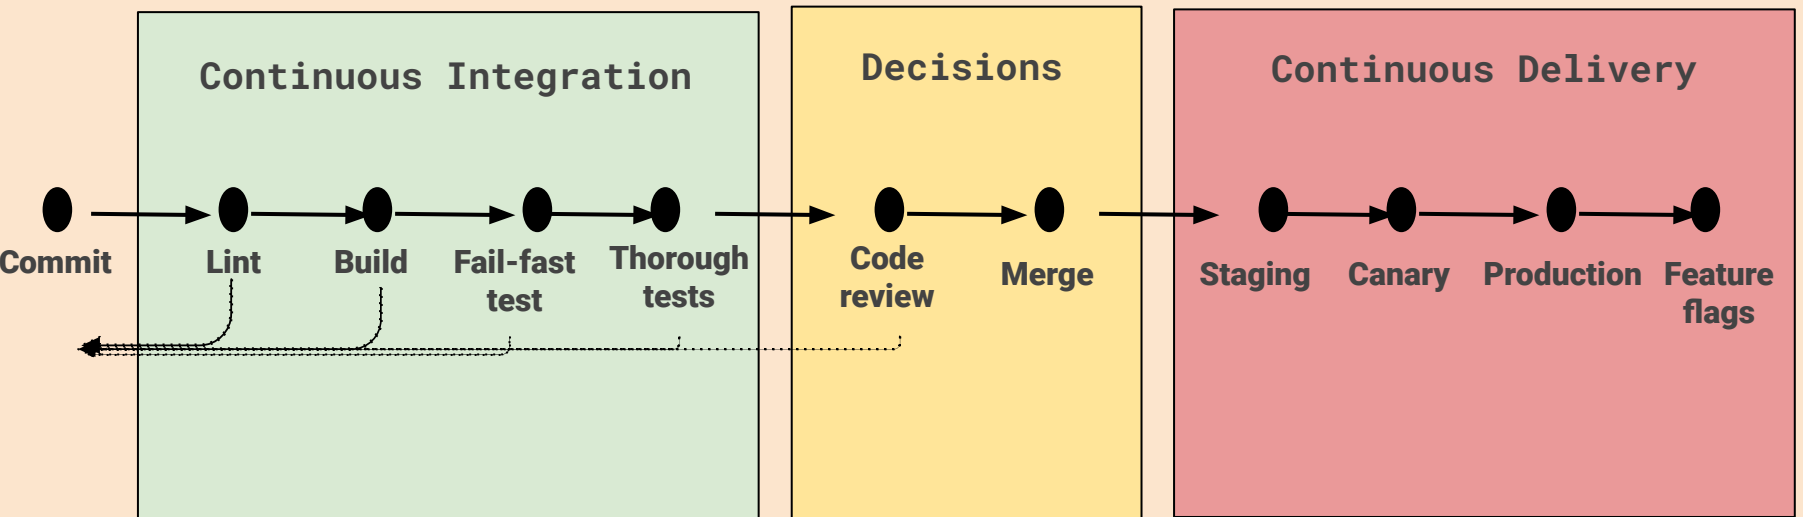 Continuous Integration
Decisions
Continuous Delivery
Commit
Lint
Build
Fail-fast
test
Thorough
tests
Code
review
Merge
Staging
Canary
Production
Feature
flags